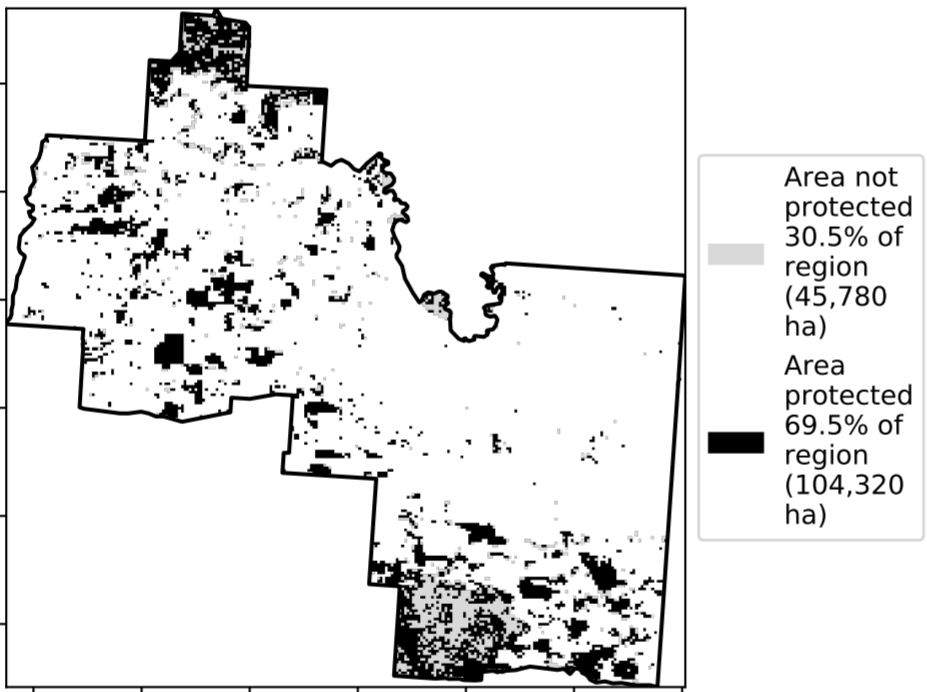 Area not
protected
30.5% of
region
(45,780
ha)
Area
protected
69.5% of
region
(104,320
ha)